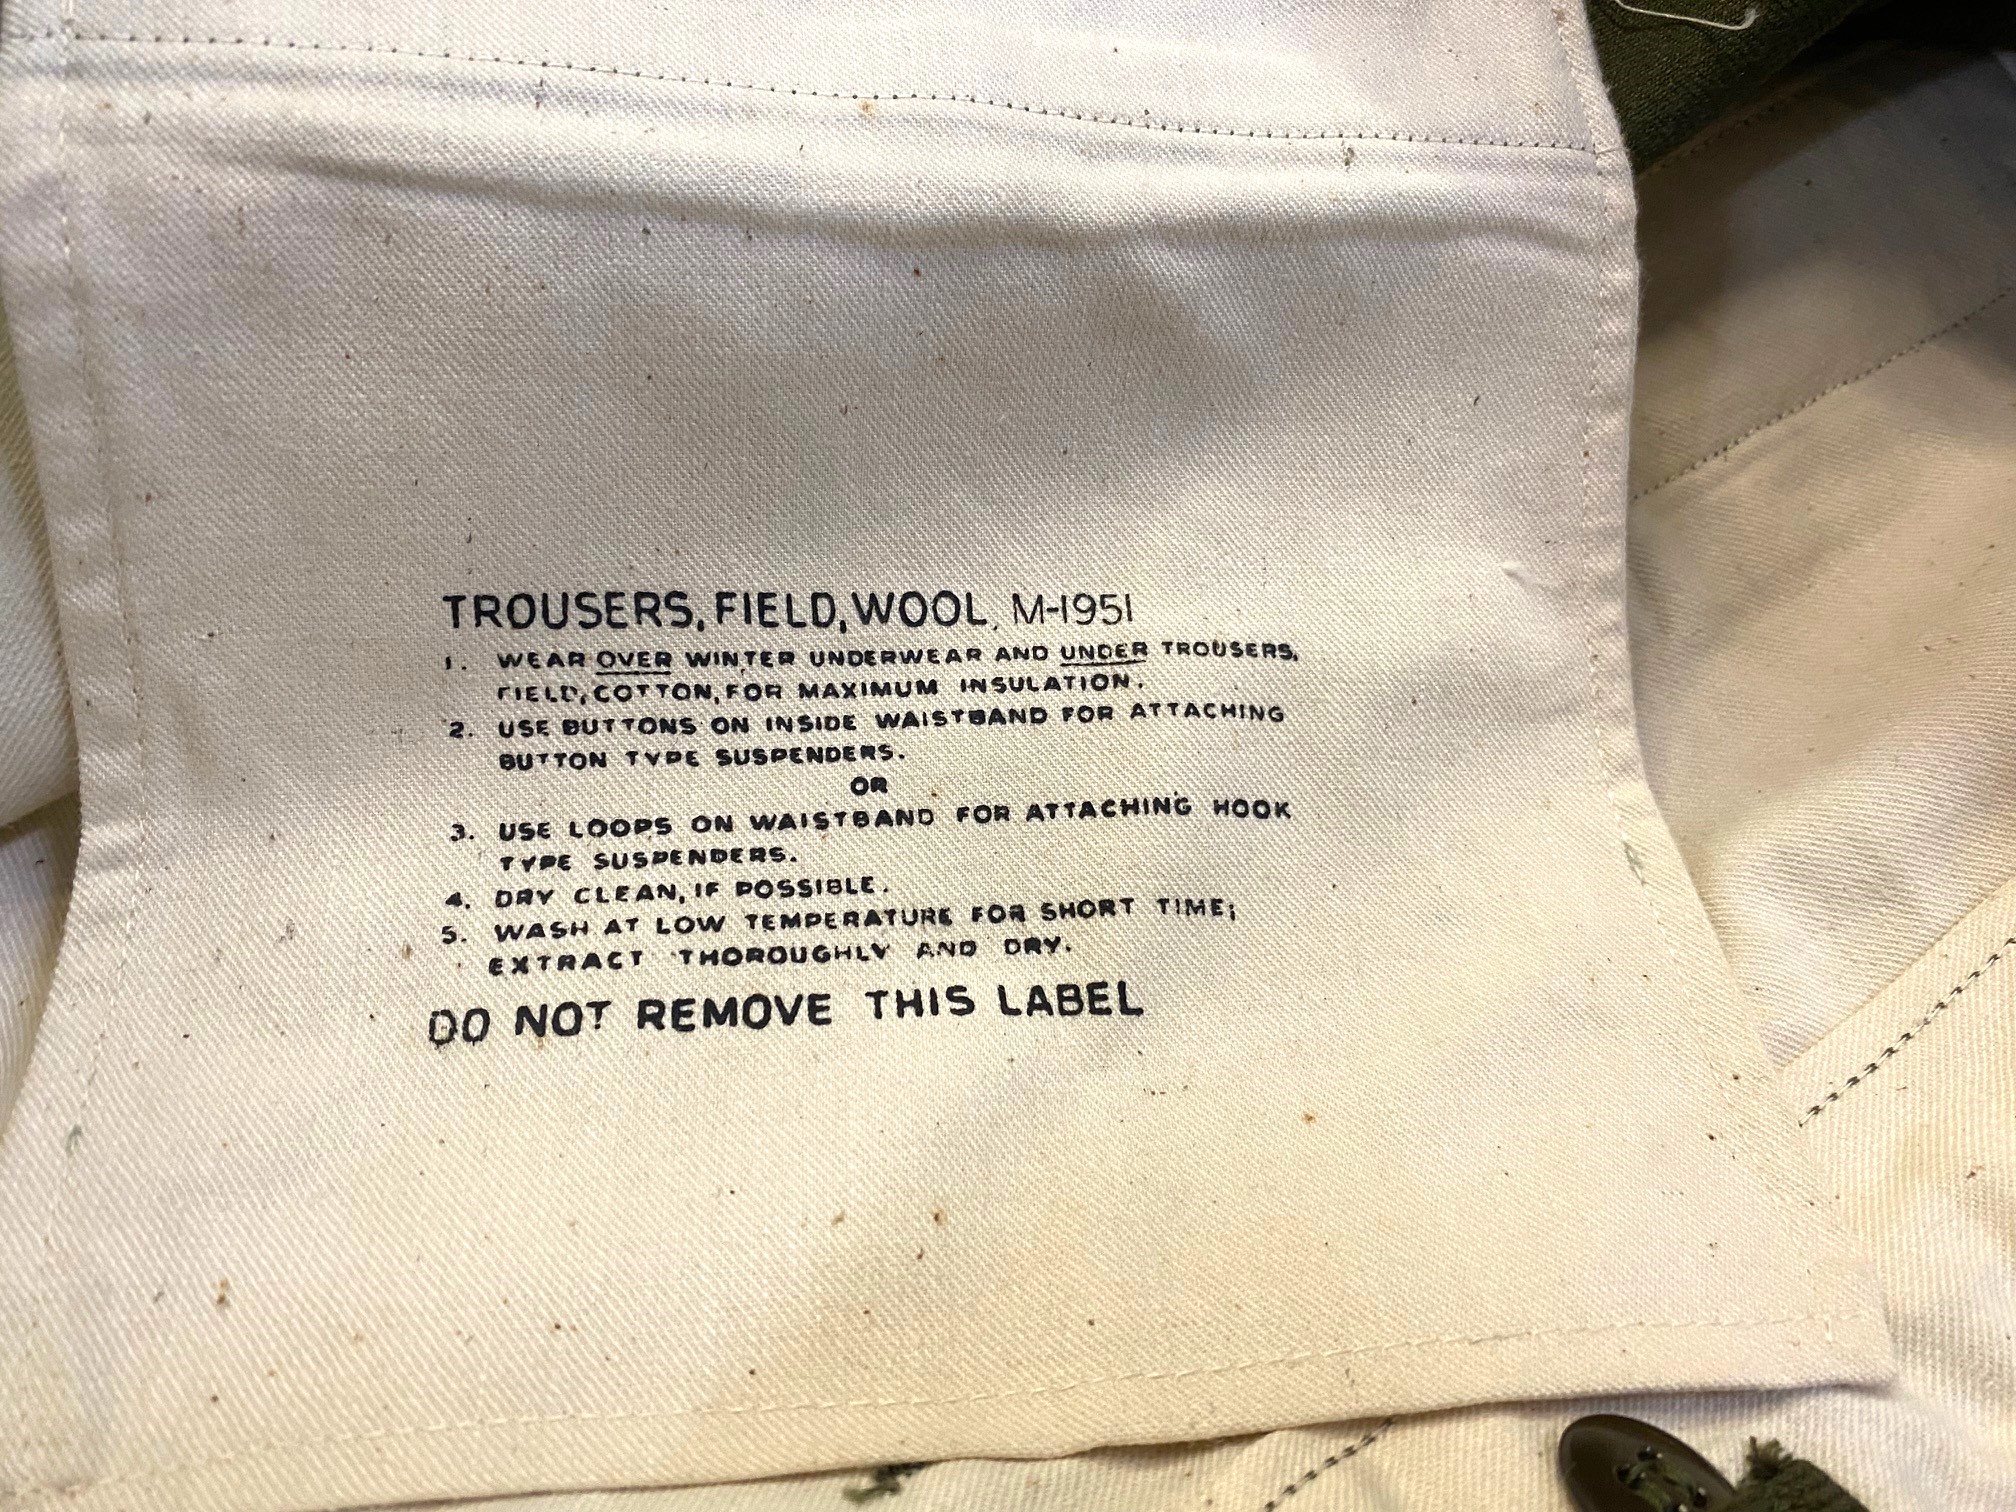 TROUSERS, FIELD, WOOL, M-1951
1. WEAR OVER WINTER UNDERWEAR AND UNDER TROUSERS,
FIELD, COTTON, FOR MAXIMUM INSULATION.
2. USE BUTTONS ON INSIDE WAISTBAND FOR ATTACHING
BUTTON TYPE SUSPENDERS.
OR
3. USE LOOPS ON WAISTBAND FOR ATTACHING HOOK
TYPE SUSPENDERS.
4. DRY CLEAN, IF POSSIBLE.
5. WASH AT LOW TEMPERATURE FOR SHORT TIME;
EXTRACT THOROUGHLY AND DRY.
DO NOT REMOVE THIS LABEL